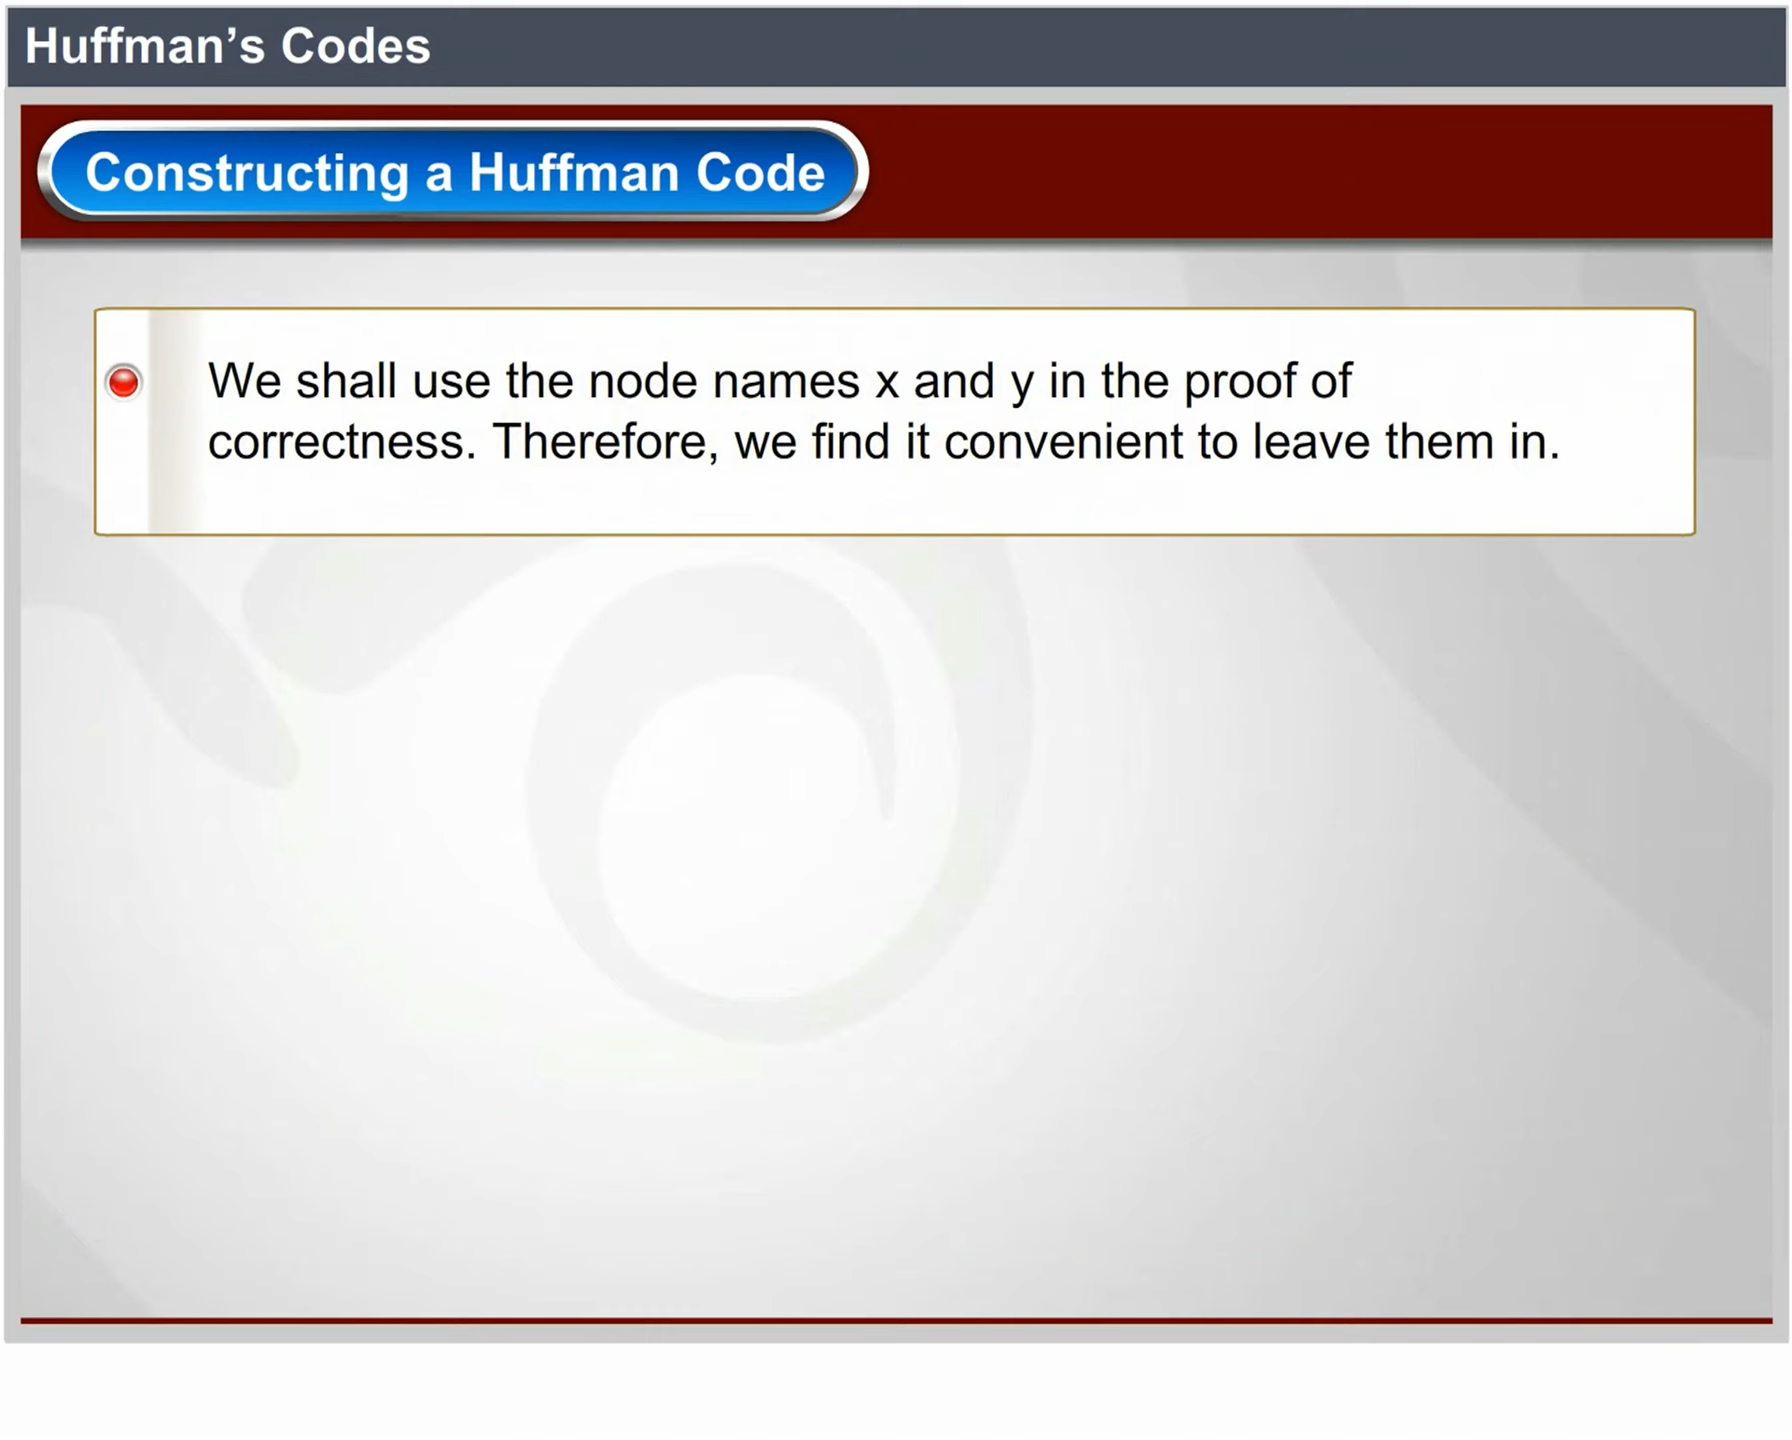 Huffman’s Codes
Constructing a Huffman Code
We shall use the node names x and y in the proof of
correctness. Therefore, we find it convenient to leave them in.